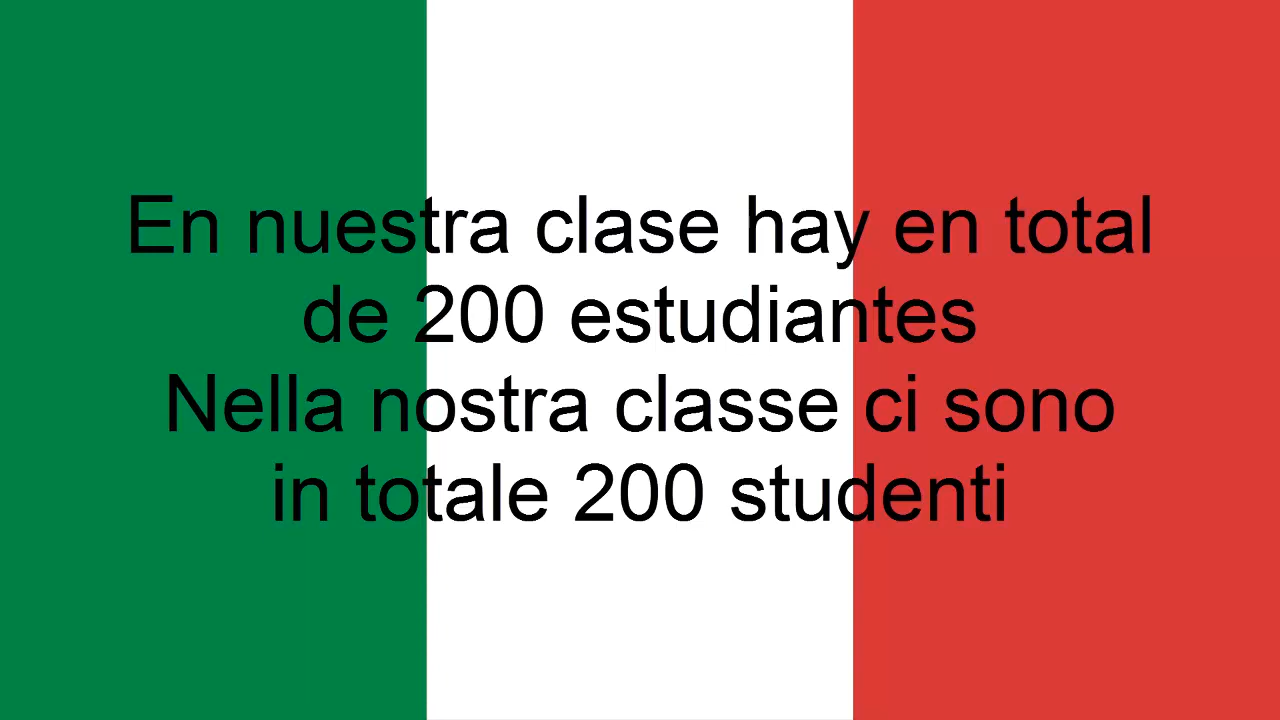 En nuestra clase hay en total
de 200 estudiantes
Nella nostra classe ci sono
in totale 200 studenti